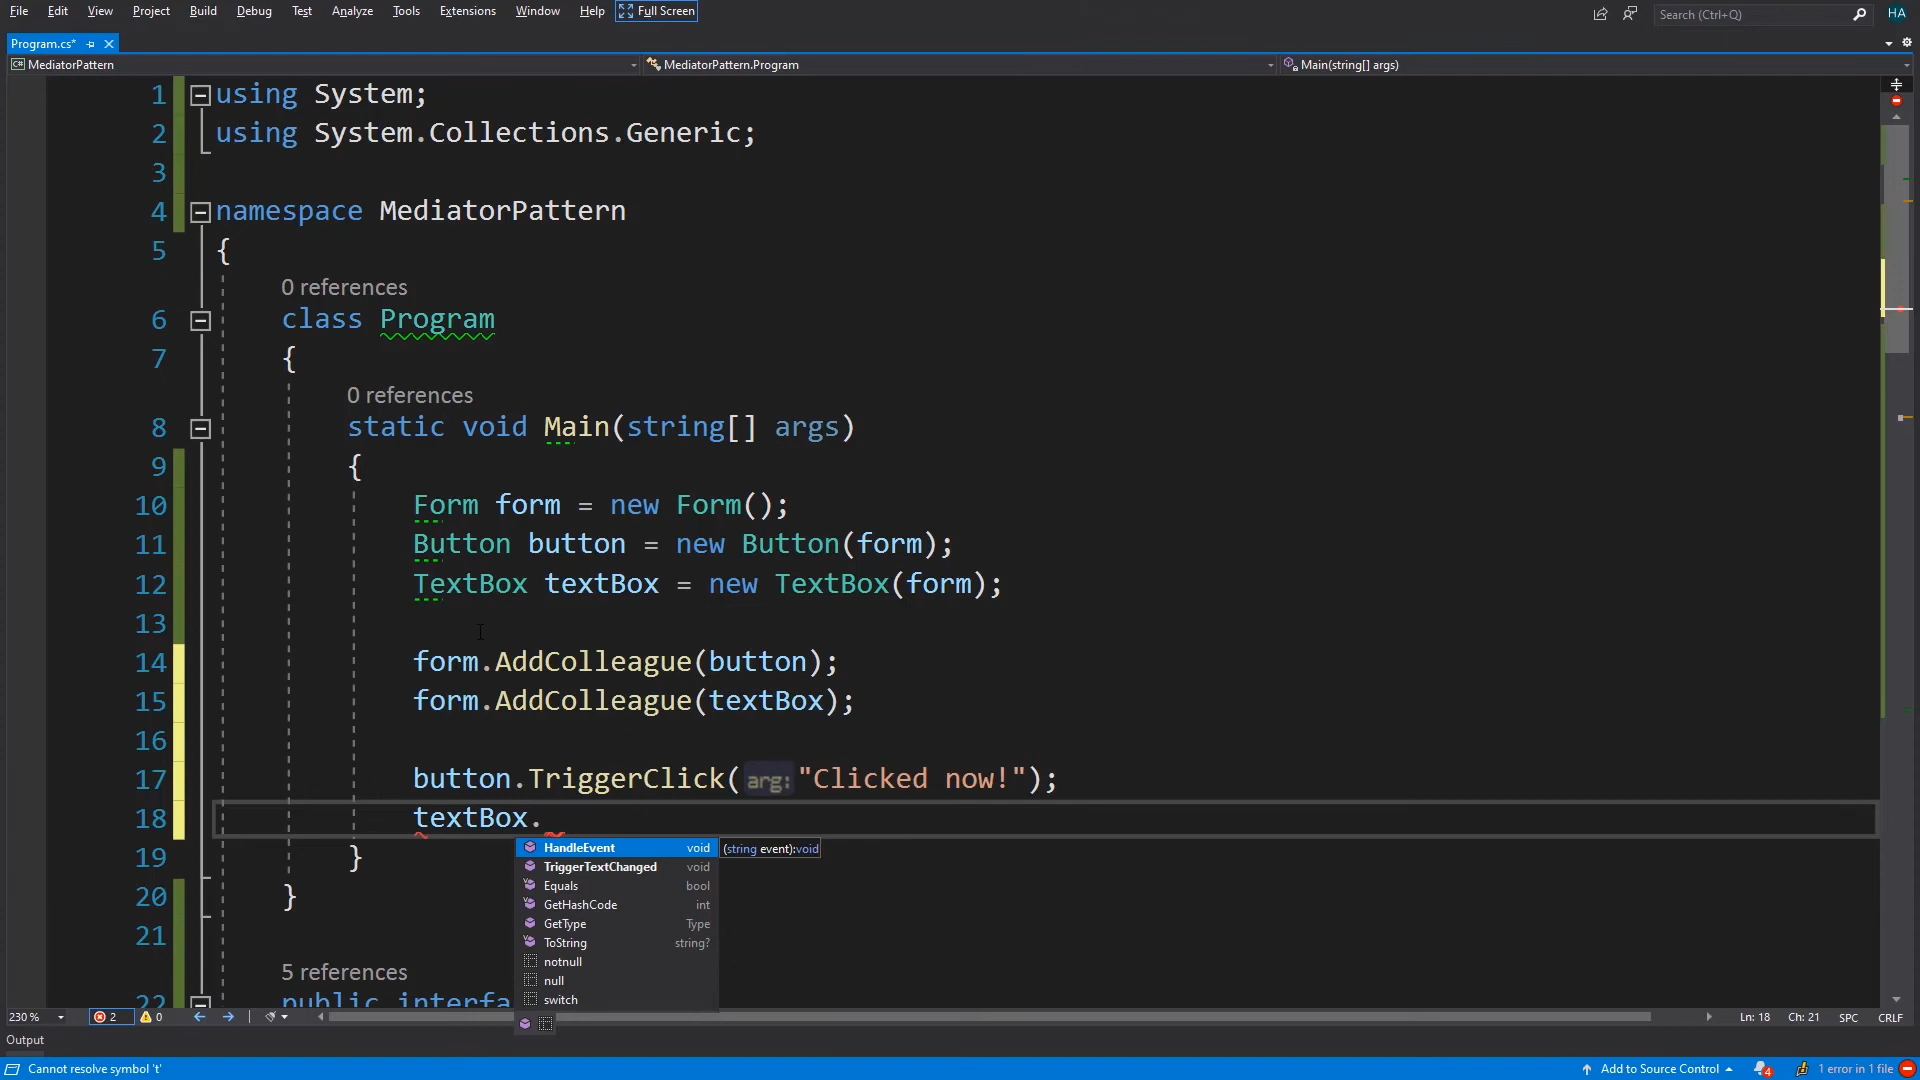 File Edit View Project Build Debug Test Analyze Tools Extensions Window Help Full Screen Search (Ctrl+Q) HA
Program.cs*
MediatorPattern MediatorPattern.Program Main(string[] args)
1 using System;
2 using System.Collections.Generic;
3
4 namespace MediatorPattern
5 {
0 references
6 class Program
7 {
0 references
8 static void Main(string[] args)
9 {
10 Form form = new Form();
11 Button button = new Button(form);
12 TextBox textBox = new TextBox(form);
13
14 form.AddColleague(button);
15 form.AddColleague(textBox);
16
17 button.TriggerClick(arg: "Clicked now!");
18 textBox.
HandleEvent void (string event):void
TriggerTextChanged void
19 }
Equals bool
20 }
GetHashCode int
GetType Type
21
ToString string?
notnull
5 references
null
22 public interfa
switch
230 % 2 0 Ln: 18 Ch: 21 SPC CRLF
Output
Cannot resolve symbol 't' Add to Source Control 4 1 error in 1 file